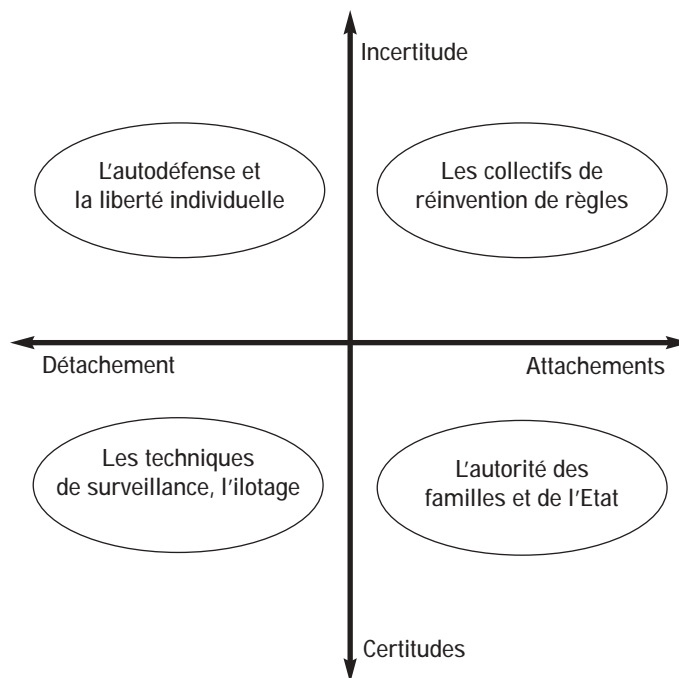 Incertitude
L'autodéfense et
la liberté individuelle
Les collectifs de
réinvention de règles
Détachement
Attachements
Les techniques
de surveillance, l'ilotage
L'autorité des
familles et de l'Etat
Certitudes